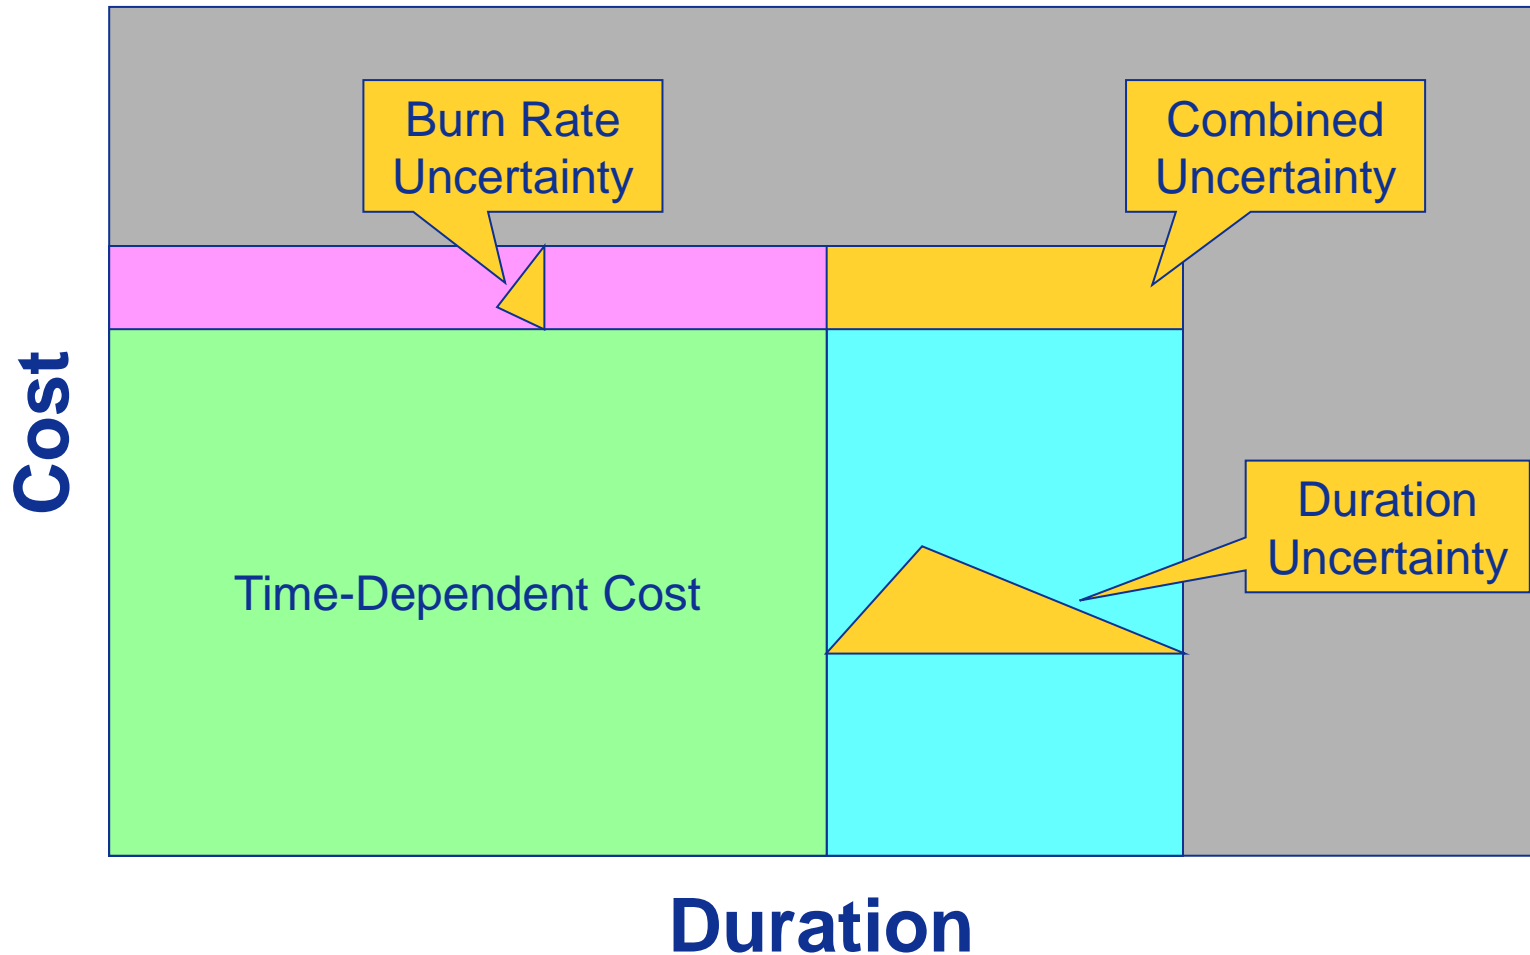 Burn Rate
Uncertainty
Combined
Uncertainty
Cost
Duration
Uncertainty
Time-Dependent Cost
Duration